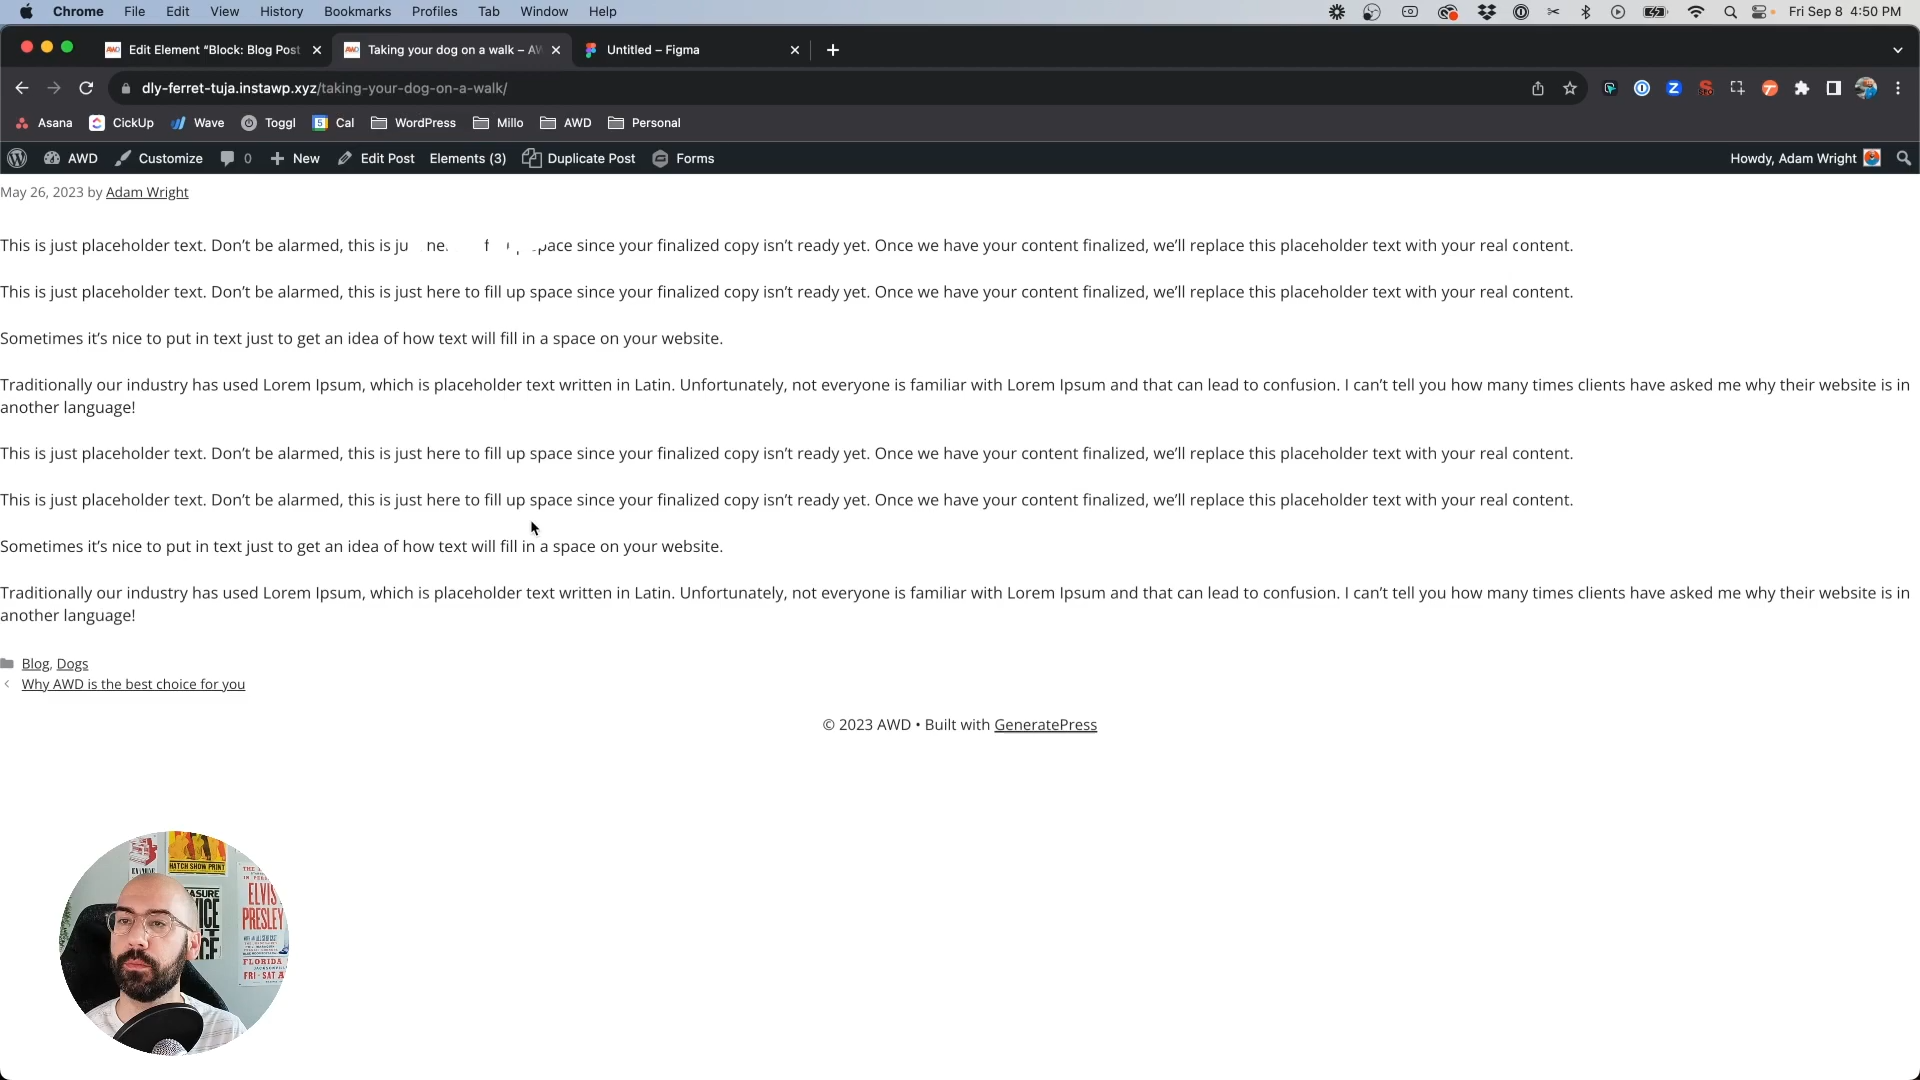 Chrome File Edit View History Bookmarks Profiles Tab Window Help Fri Sep 8 4:50 PM
Edit Element “Block: Blog Post Taking your dog on a walk – AW Untitled – Figma
dly-ferret-tuja.instawp.xyz/taking-your-dog-on-a-walk/
Asana CickUp Wave Toggl Cal WordPress Millo AWD Personal
AWD Customize 0 New Edit Post Elements (3) Duplicate Post Forms Howdy, Adam Wright
May 26, 2023 by Adam Wright
This is just placeholder text. Don’t be alarmed, this is ju space since your finalized copy isn’t ready yet. Once we have your content finalized, we’ll replace this placeholder text with your real content.
This is just placeholder text. Don’t be alarmed, this is just here to fill up space since your finalized copy isn’t ready yet. Once we have your content finalized, we’ll replace this placeholder text with your real content.
Sometimes it’s nice to put in text just to get an idea of how text will fill in a space on your website.
Traditionally our industry has used Lorem Ipsum, which is placeholder text written in Latin. Unfortunately, not everyone is familiar with Lorem Ipsum and that can lead to confusion. I can’t tell you how many times clients have asked me why their website is in
another language!
This is just placeholder text. Don’t be alarmed, this is just here to fill up space since your finalized copy isn’t ready yet. Once we have your content finalized, we’ll replace this placeholder text with your real content.
This is just placeholder text. Don’t be alarmed, this is just here to fill up space since your finalized copy isn’t ready yet. Once we have your content finalized, we’ll replace this placeholder text with your real content.
Sometimes it’s nice to put in text just to get an idea of how text will fill in a space on your website.
Traditionally our industry has used Lorem Ipsum, which is placeholder text written in Latin. Unfortunately, not everyone is familiar with Lorem Ipsum and that can lead to confusion. I can’t tell you how many times clients have asked me why their website is in
another language!
Blog, Dogs
Why AWD is the best choice for you
© 2023 AWD • Built with GeneratePress
HATCH SHOW PRINT
ELVIS
PRESLEY
FLORIDA
FRI - SAT